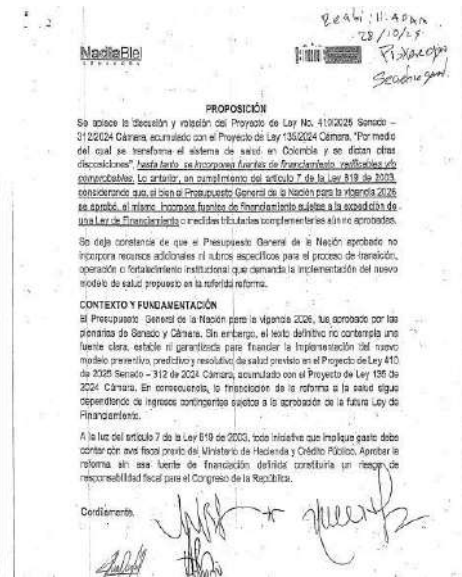 Recibí: 11:40am
28/10/25
NadiaBlel
SENADORA
PROPOSICIÓN
Se aplace la discusión y votación del Proyecto de Ley No. 410/2025 Senado –
312/2024 Cámara, acumulado con el Proyecto de Ley 135/2024 Cámara. "Por medio
del cual se transforma el sistema de salud en Colombia y se dictan otras
disposiciones", hasta tanto se incorporen fuentes de financiamiento verificables y/o
comprobables. Lo anterior, en cumplimiento del artículo 7 de la Ley 819 de 2003,
considerando que, si bien el Presupuesto General de la Nación para la vigencia 2026
se aprobó, el mismo incorpora fuentes de financiamiento sujetas a la expedición de
una Ley de Financiamiento o medidas tributarias complementarias aún no aprobadas.
Se deja constancia de que el Presupuesto General de la Nación aprobado no
incorpora recursos adicionales ni rubros específicos para el proceso de transición,
operación o fortalecimiento institucional que demanda la implementación del nuevo
modelo de salud propuesto en la referida reforma.
CONTEXTO Y FUNDAMENTACIÓN
El Presupuesto General de la Nación para la vigencia 2026, fue aprobado por las
plenarias de Senado y Cámara. Sin embargo, el texto definitivo no contempla una
fuente clara, estable ni garantizada para financiar la implementación del nuevo
modelo preventivo, predictivo y resolutivo de salud previsto en el Proyecto de Ley 410
de 2025 Senado – 312 de 2024 Cámara, acumulado con el Proyecto de Ley 135 de
2024 Cámara. En consecuencia, la financiación de la reforma a la salud sigue
dependiendo de ingresos contingentes sujetos a la aprobación de la futura Ley de
Financiamiento.
A la luz del artículo 7 de la Ley 819 de 2003, toda iniciativa que implique gasto debe
contar con aval fiscal previo del Ministerio de Hacienda y Crédito Público. Aprobar la
reforma sin esa fuente de financiación definida constituiría un riesgo de
responsabilidad fiscal para el Congreso de la República.
Cordialmente,